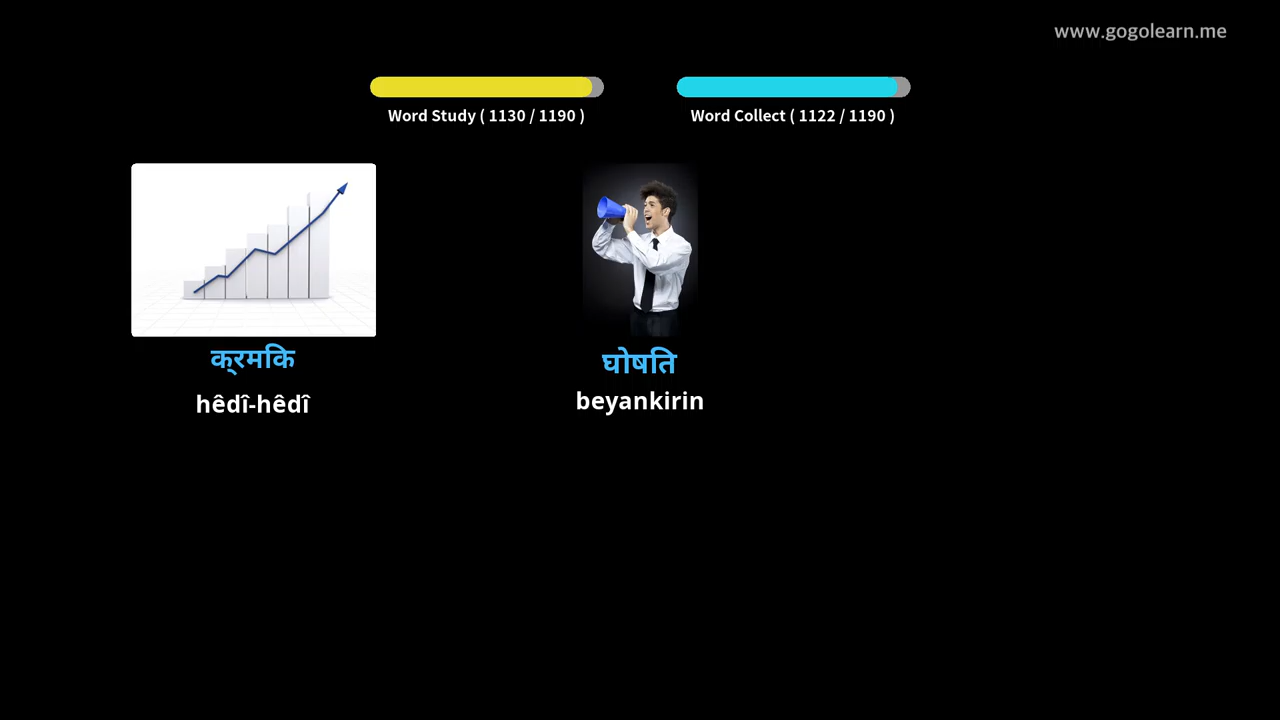 www.gogolearn.me
Word Study ( 1130 / 1190 )
Word Collect ( 1122 / 1190 )
क्रमकि
घोषति
hêdî-hêdî
beyankirin